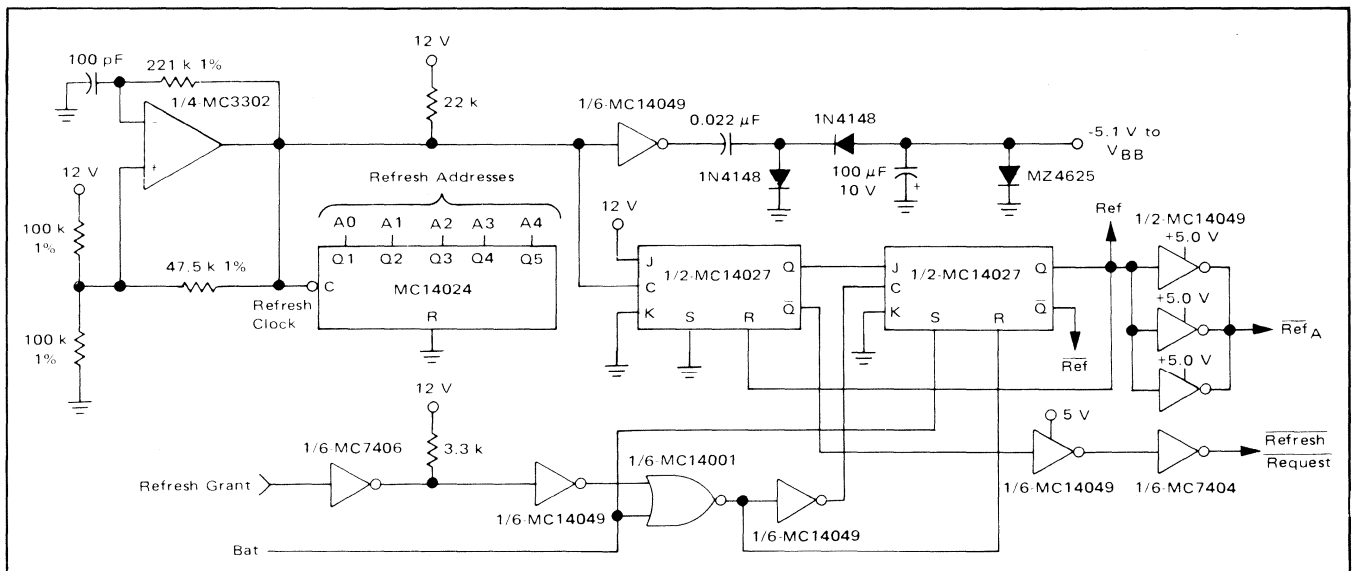 12 V
100 pF
221 k 1%
1/4-MC3302
22 k
1/6-MC14049
0.022 µF
1N4148
-5.1 V to
VBB
−
+
12 V
Refresh Addresses
1N4148
100 µF
10 V
+
MZ4625
100 k
1%
A0 A1 A2 A3 A4
12 V
Ref
1/2-MC14049
+5.0 V
Q1 Q2 Q3 Q4 Q5
47.5 k 1%
C
MC14024
R
Refresh
Clock
J
C
K
1/2-MC14027
Q
Q̅
S R
J
C
K
1/2-MC14027
Q
Q̅
S R
+5.0 V
RefA
100 k
1%
Ref
+5.0 V
12 V
5 V
1/6-MC7406
3.3 k
1/6-MC14001
Refresh
Request
Refresh Grant
1/6-MC14049
1/6-MC14049
1/6-MC14049
1/6-MC7404
Bat